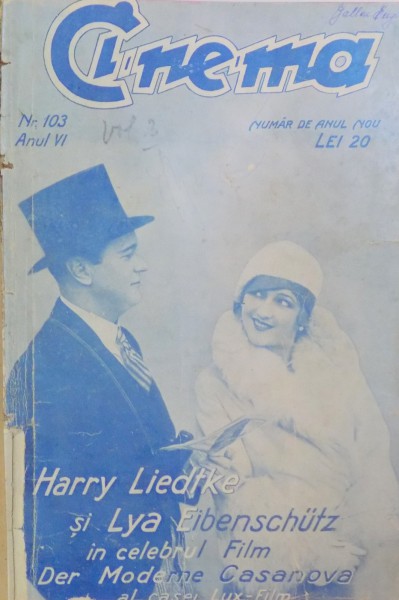 Cinema
Nr. 103
Anul VI
vol. 3
NUMĂR DE ANUL NOU
LEI 20
Harry Liedtke
și Lya Eibenschütz
in celebrul Film
Der Moderne Casanova
al casei Lux-Film